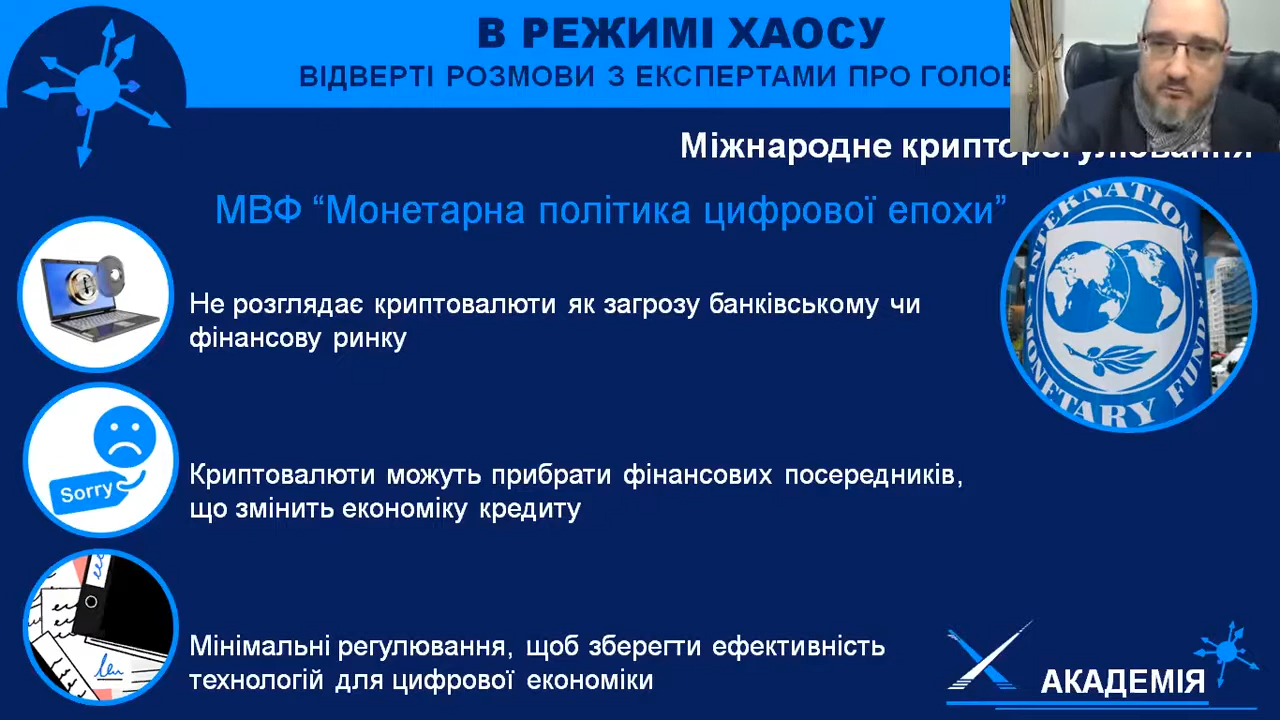 В РЕЖИМІ ХАОСУ
ВІДВЕРТІ РОЗМОВИ З ЕКСПЕРТАМИ ПРО
Міжнародне крипторегулювання
МВФ “Монетарна політика цифрової епохи”
INTERNATIONAL MONETARY FUND
Не розглядає криптовалюти як загрозу банківському чи
фінансову ринку
Sorry
Криптовалюти можуть прибрати фінансових посередників,
що змінить економіку кредиту
Мінімальні регулювання, щоб зберегти ефективність
технологій для цифрової економіки
АКАДЕМІЯ